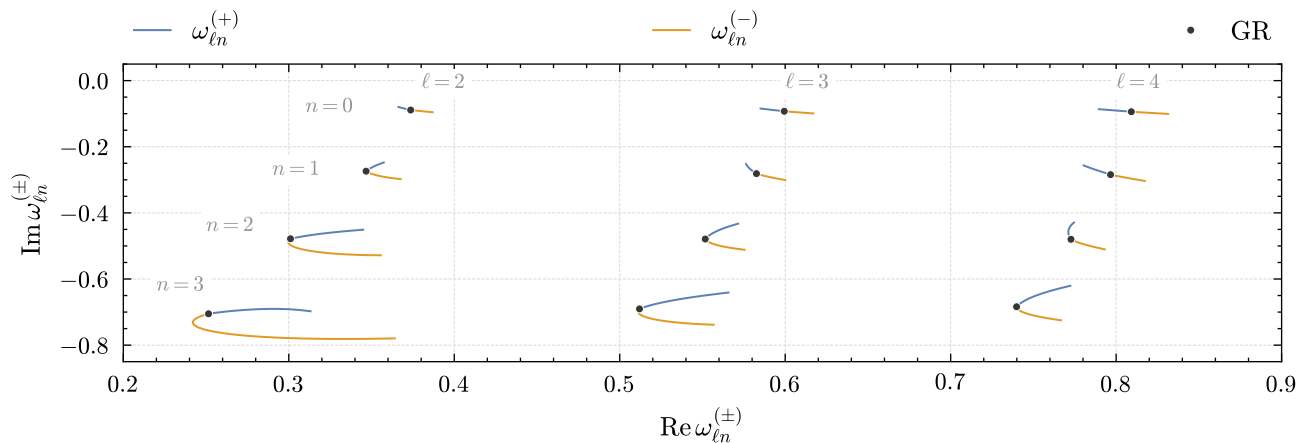 ω_{ℓn}^{(+)} ω_{ℓn}^{(−)} GR
0.0 ℓ = 2 ℓ = 3 ℓ = 4
n = 0
−0.2
n = 1
−0.4
n = 2
−0.6
n = 3
−0.8
Im ω_{ℓn}^{(±)}
0.2 0.3 0.4 0.5 0.6 0.7 0.8 0.9
Re ω_{ℓn}^{(±)}